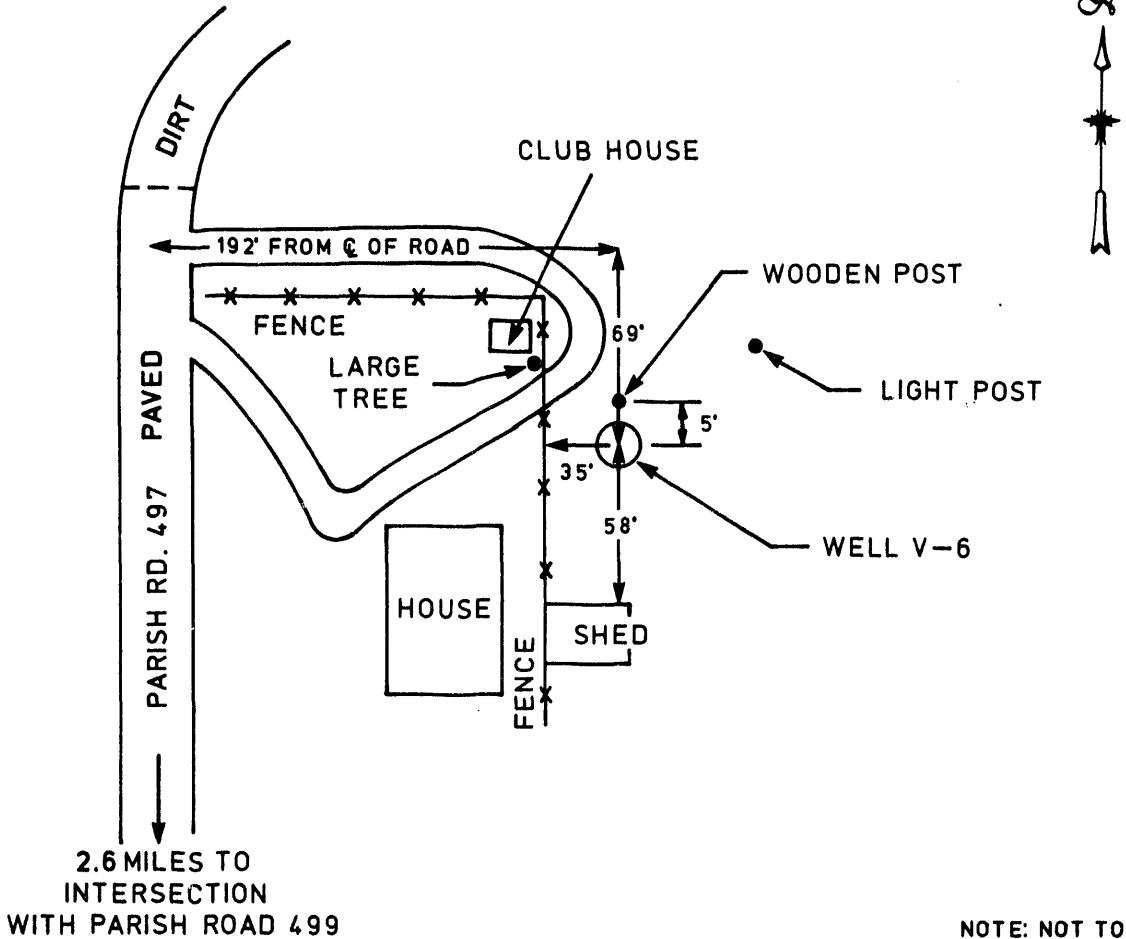 DIRT
CLUB HOUSE
192' FROM ℄ OF ROAD
WOODEN POST
FENCE
69'
LARGE
TREE
LIGHT POST
5'
35'
PARISH RD. 497 PAVED
58'
WELL V-6
HOUSE
SHED
FENCE
2.6 MILES TO
INTERSECTION
WITH PARISH ROAD 499
NOTE: NOT TO